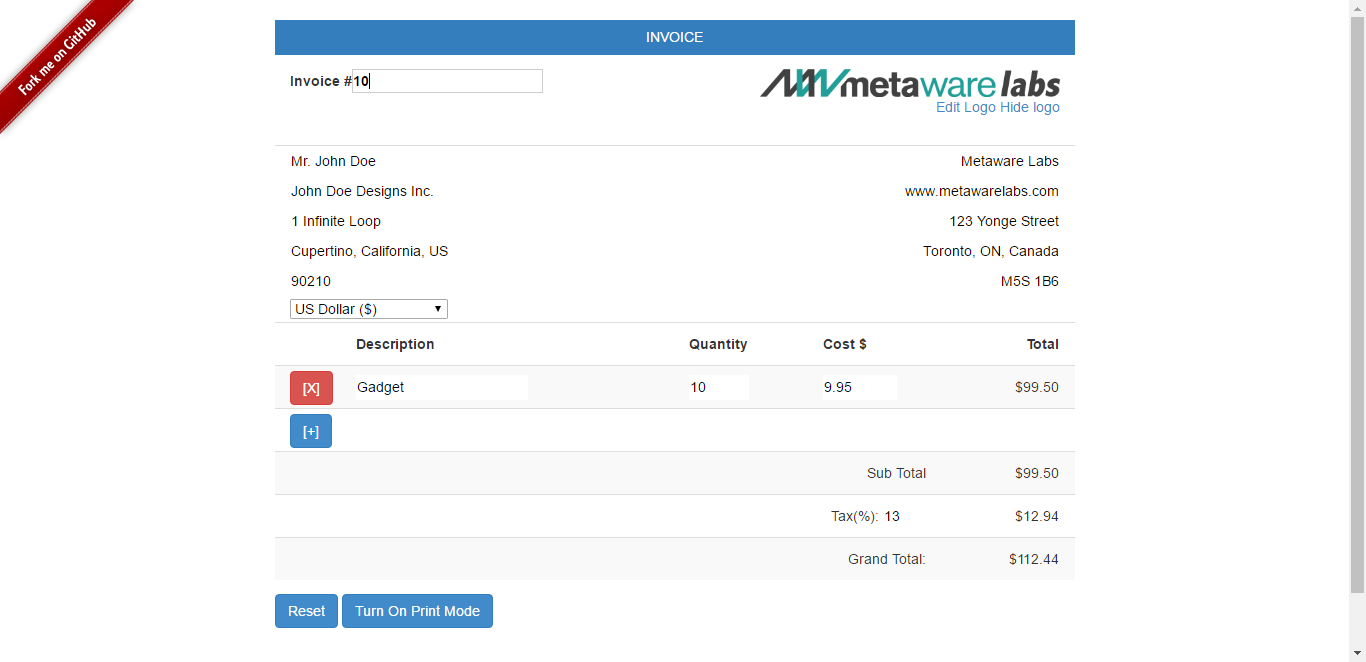 Fork me on GitHub
INVOICE
Invoice #10
metaware labs
Edit Logo Hide logo
Mr. John Doe
Metaware Labs
John Doe Designs Inc.
www.metawarelabs.com
1 Infinite Loop
123 Yonge Street
Cupertino, California, US
Toronto, ON, Canada
90210
M5S 1B6
US Dollar ($)
Description Quantity Cost $ Total
[X] Gadget 10 9.95 $99.50
[+]
Sub Total $99.50
Tax(%): 13 $12.94
Grand Total: $112.44
Reset Turn On Print Mode